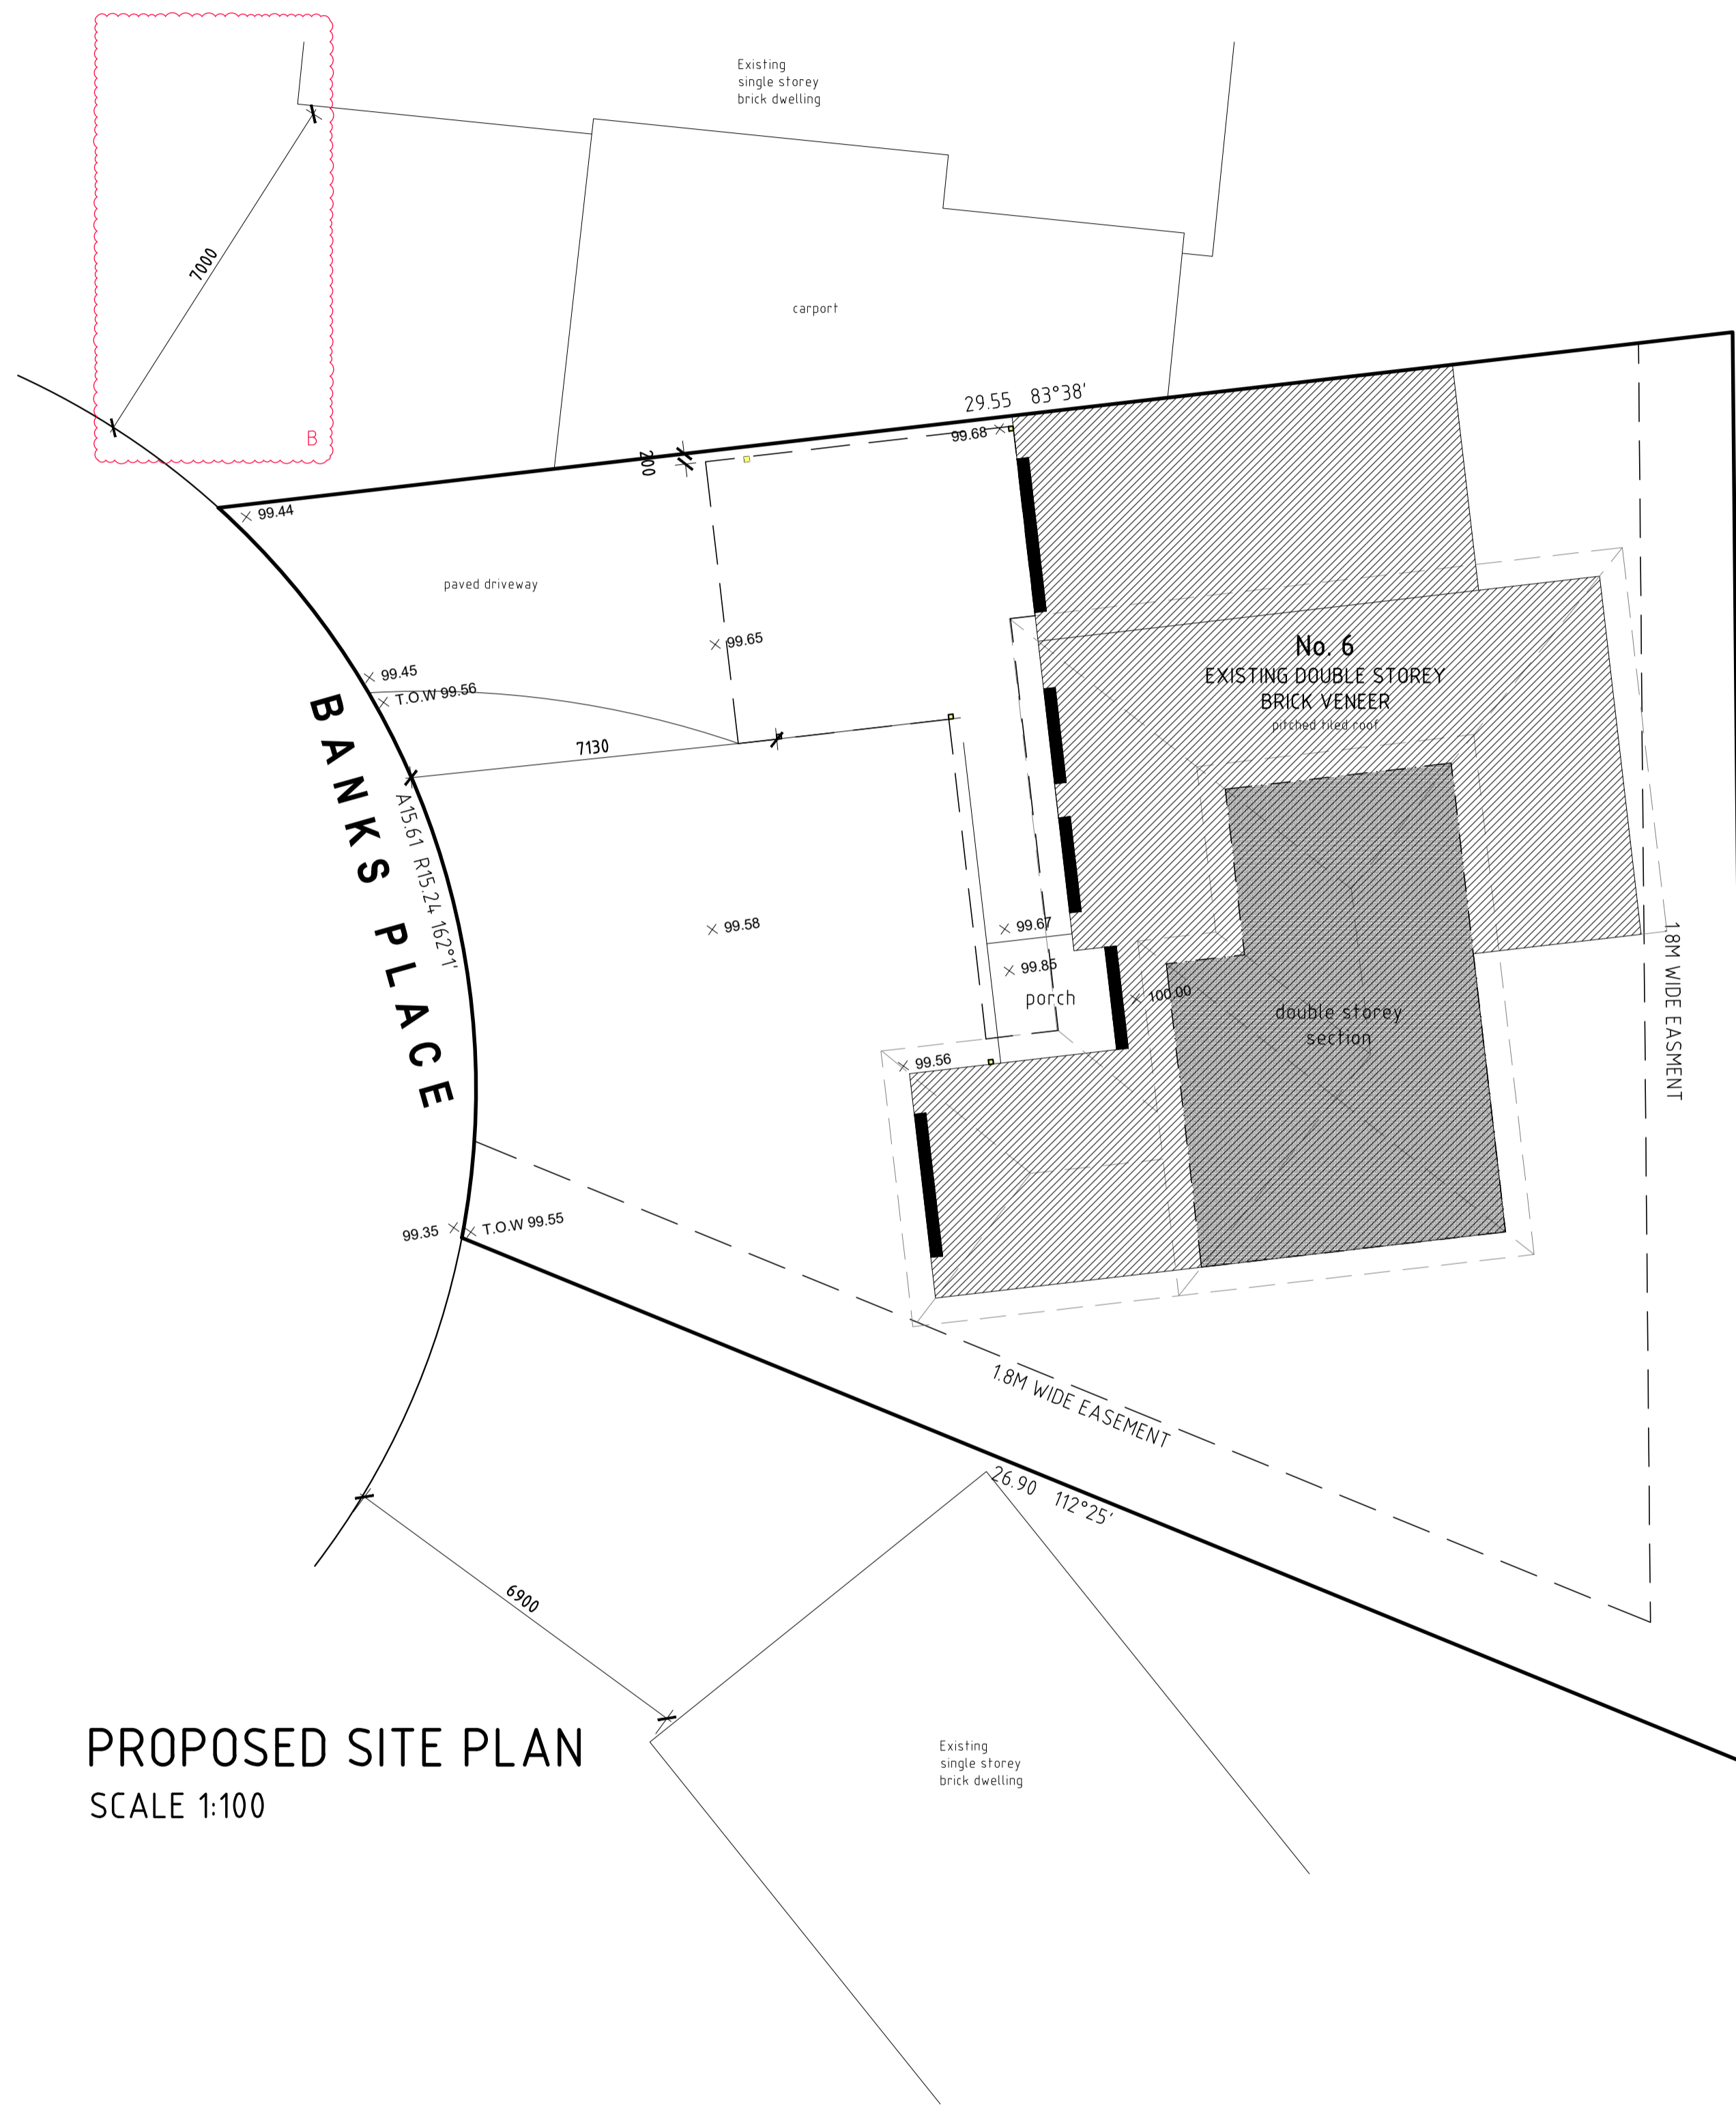 Existing
single storey
brick dwelling
7000
carport
B
29.55 83°38'
99.68
200
99.44
paved driveway
99.65
99.45
T.O.W 99.56
No. 6
EXISTING DOUBLE STOREY
BRICK VENEER
pitched tiled roof
7130
BANKS PLACE
A15.61 R15.24 162°1'
99.58
99.67
99.85
porch
100.00
double storey
section
1.8M WIDE EASMENT
99.56
99.35
T.O.W 99.55
1.8M WIDE EASEMENT
26.90 112°25'
6900
PROPOSED SITE PLAN
SCALE 1:100
Existing
single storey
brick dwelling